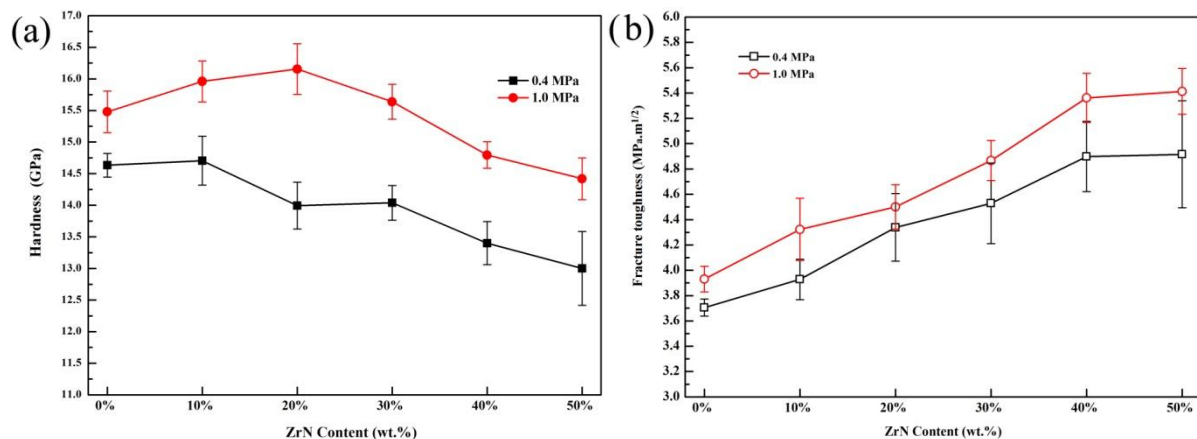 (a)
17.0
16.5
16.0
15.5
15.0
14.5
14.0
13.5
13.0
12.5
12.0
11.5
11.0
Hardness (GPa)
0.4 MPa
1.0 MPa
0% 10% 20% 30% 40% 50%
ZrN Content (wt.%)
(b)
6.0
5.8
5.6
5.4
5.2
5.0
4.8
4.6
4.4
4.2
4.0
3.8
3.6
3.4
3.2
3.0
Fracture toughness (MPa.m1/2)
0.4 MPa
1.0 MPa
0% 10% 20% 30% 40% 50%
ZrN Content (wt.%)